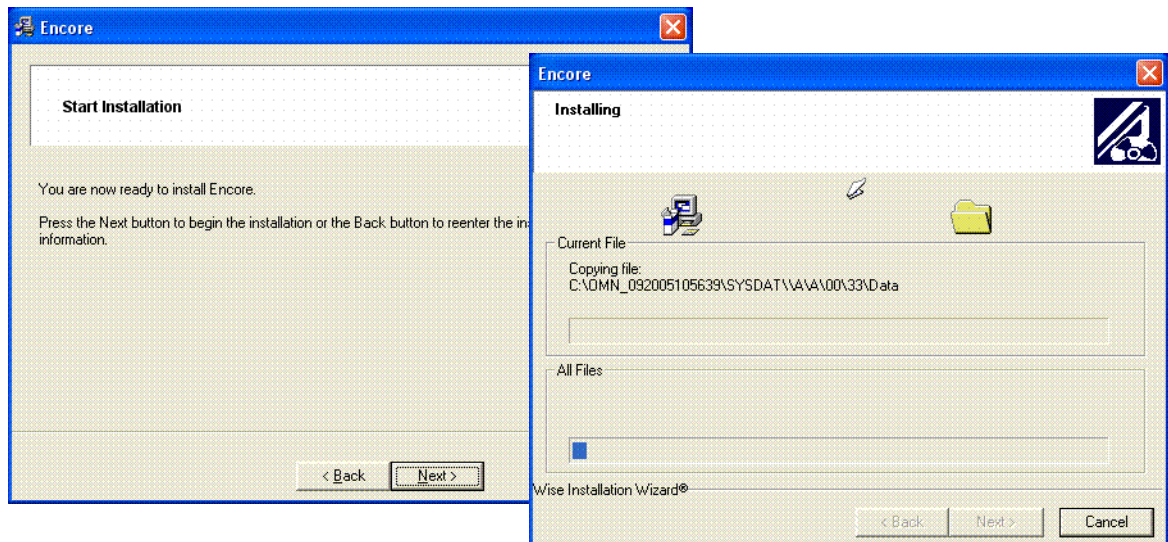 Encore
Start Installation
You are now ready to install Encore.
Press the Next button to begin the installation or the Back button to reenter the
information.
< Back
Next >
Encore
Installing
Current File
Copying file:
C:\OMN_092005105639\SYSDAT\\A\A\00\33\Data
All Files
Wise Installation Wizard®
< Back
Next >
Cancel